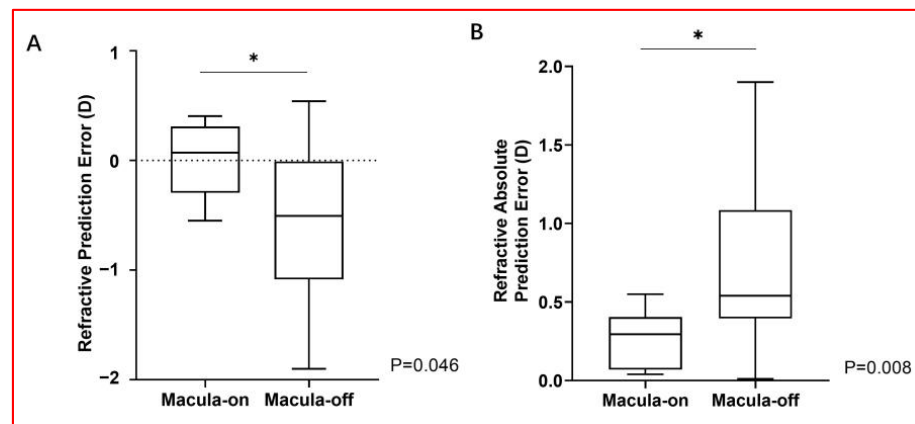 A
*
Refractive Prediction Error (D)
1
0
−1
−2
Macula-on Macula-off
P=0.046
B
*
Refractive Absolute
Prediction Error (D)
2.0
1.5
1.0
0.5
0.0
Macula-on Macula-off
P=0.008